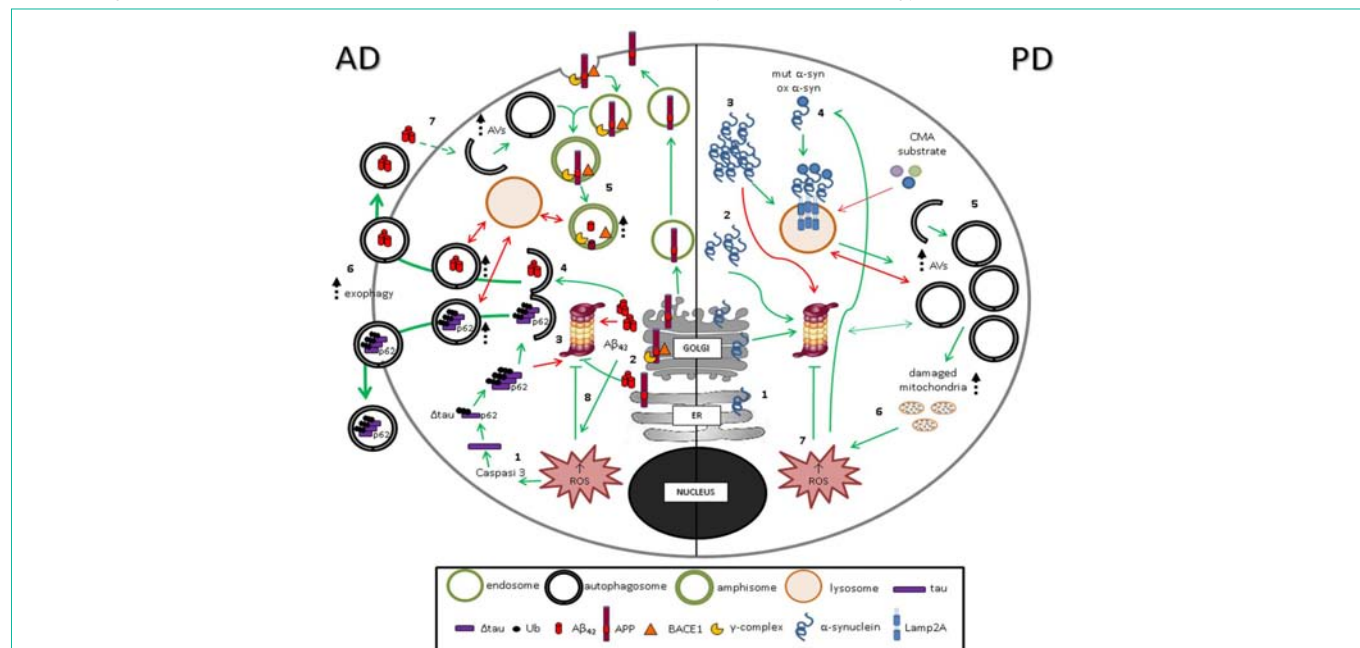 AD
PD
mut α-syn
ox α-syn
3
4
7
AVs
CMA
substrate
5
5
2
AVs
6
exophagy
4
p62
p62
p62
3
Aβ42
GOLGI
damaged
mitochondria
p62
2
1
Δtau
p62
8
ER
6
p62
1
7
Caspasi 3
↑
ROS
↑
ROS
NUCLEUS
endosome
autophagosome
amphisome
lysosome
tau
Δtau
Ub
Aβ42
APP
BACE1
γ-complex
α-synuclein
Lamp2A